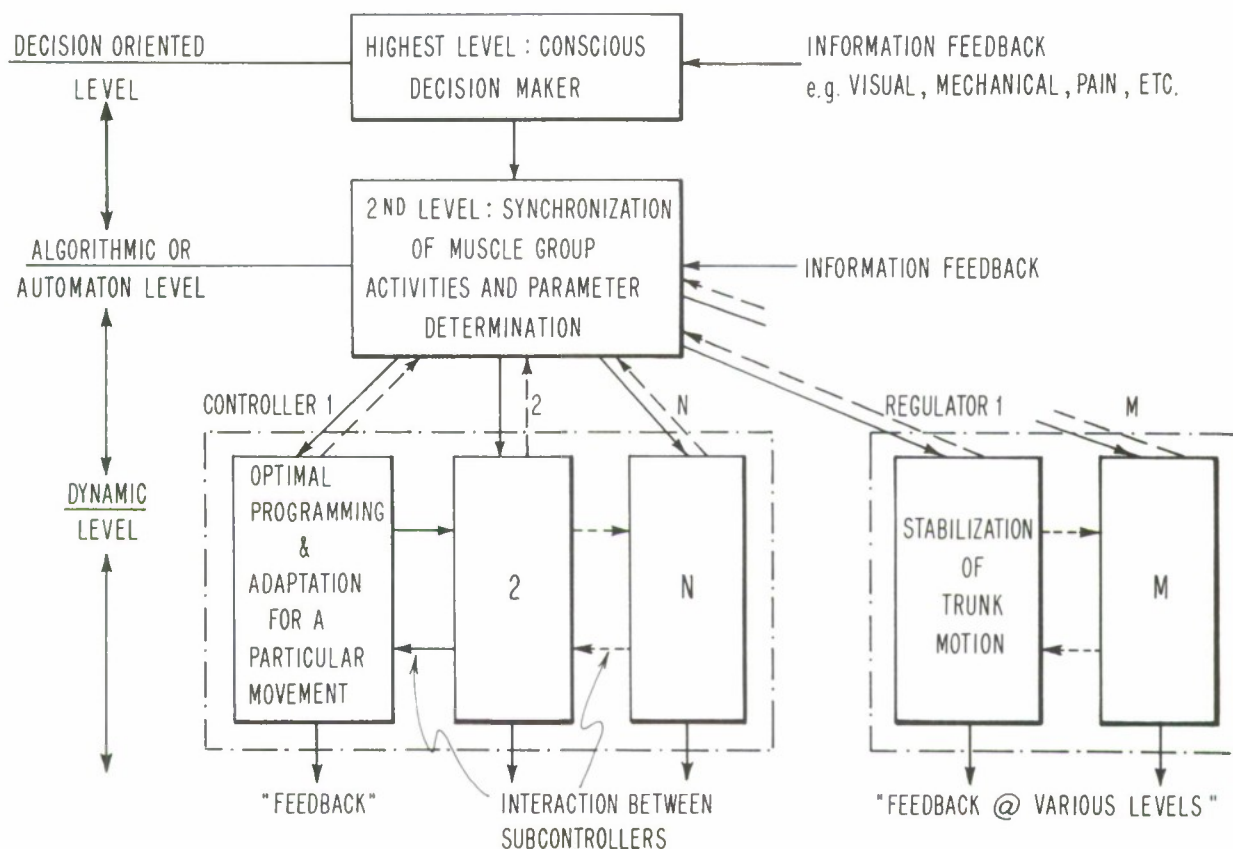 DECISION ORIENTED
LEVEL
HIGHEST LEVEL : CONSCIOUS
DECISION MAKER
INFORMATION FEEDBACK
e.g. VISUAL, MECHANICAL, PAIN, ETC.
2ND LEVEL : SYNCHRONIZATION
OF MUSCLE GROUP
ACTIVITIES AND PARAMETER
DETERMINATION
ALGORITHMIC OR
AUTOMATON LEVEL
INFORMATION FEEDBACK
CONTROLLER 1
2
N
REGULATOR 1
M
DYNAMIC
LEVEL
OPTIMAL
PROGRAMMING
&
ADAPTATION
FOR A
PARTICULAR
MOVEMENT
2
N
STABILIZATION
OF
TRUNK
MOTION
M
"FEEDBACK"
INTERACTION BETWEEN
SUBCONTROLLERS
"FEEDBACK @ VARIOUS LEVELS"